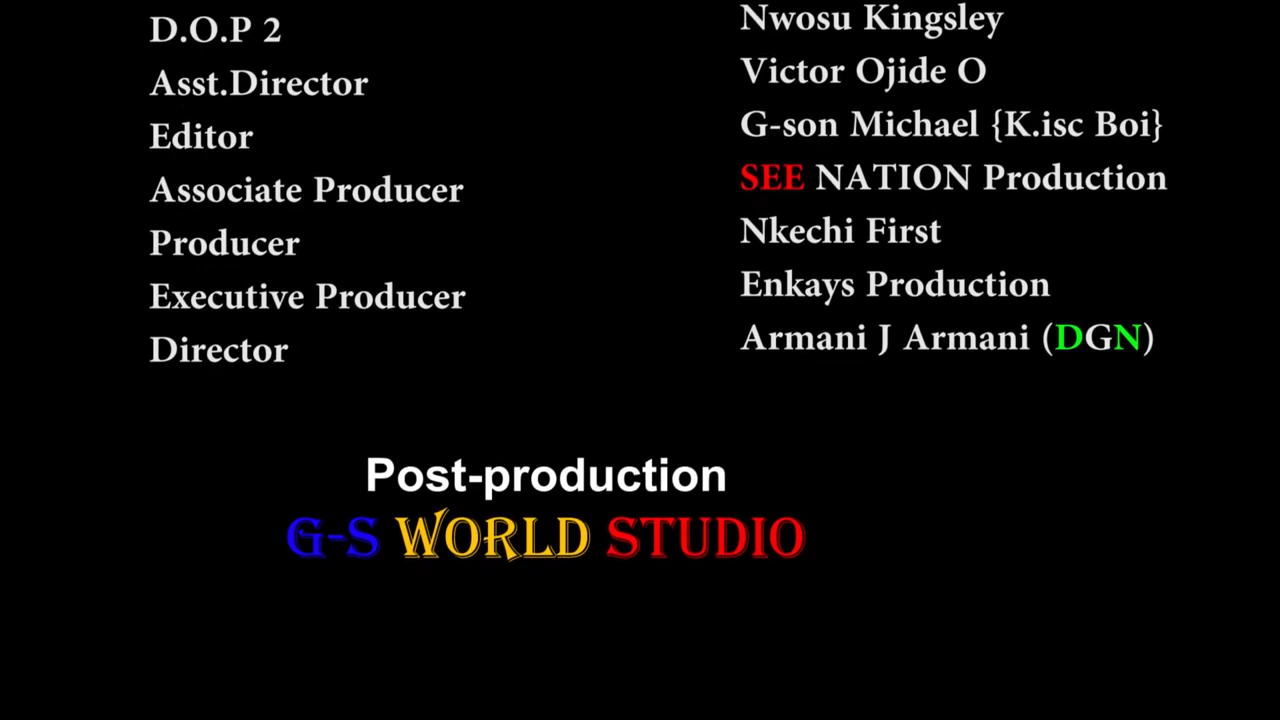 D.O.P 2 Nwosu Kingsley
Asst.Director Victor Ojide O
Editor G-son Michael {K.isc Boi}
Associate Producer SEE NATION Production
Producer Nkechi First
Executive Producer Enkays Production
Director Armani J Armani (DGN)
Post-production
G-S WORLD STUDIO